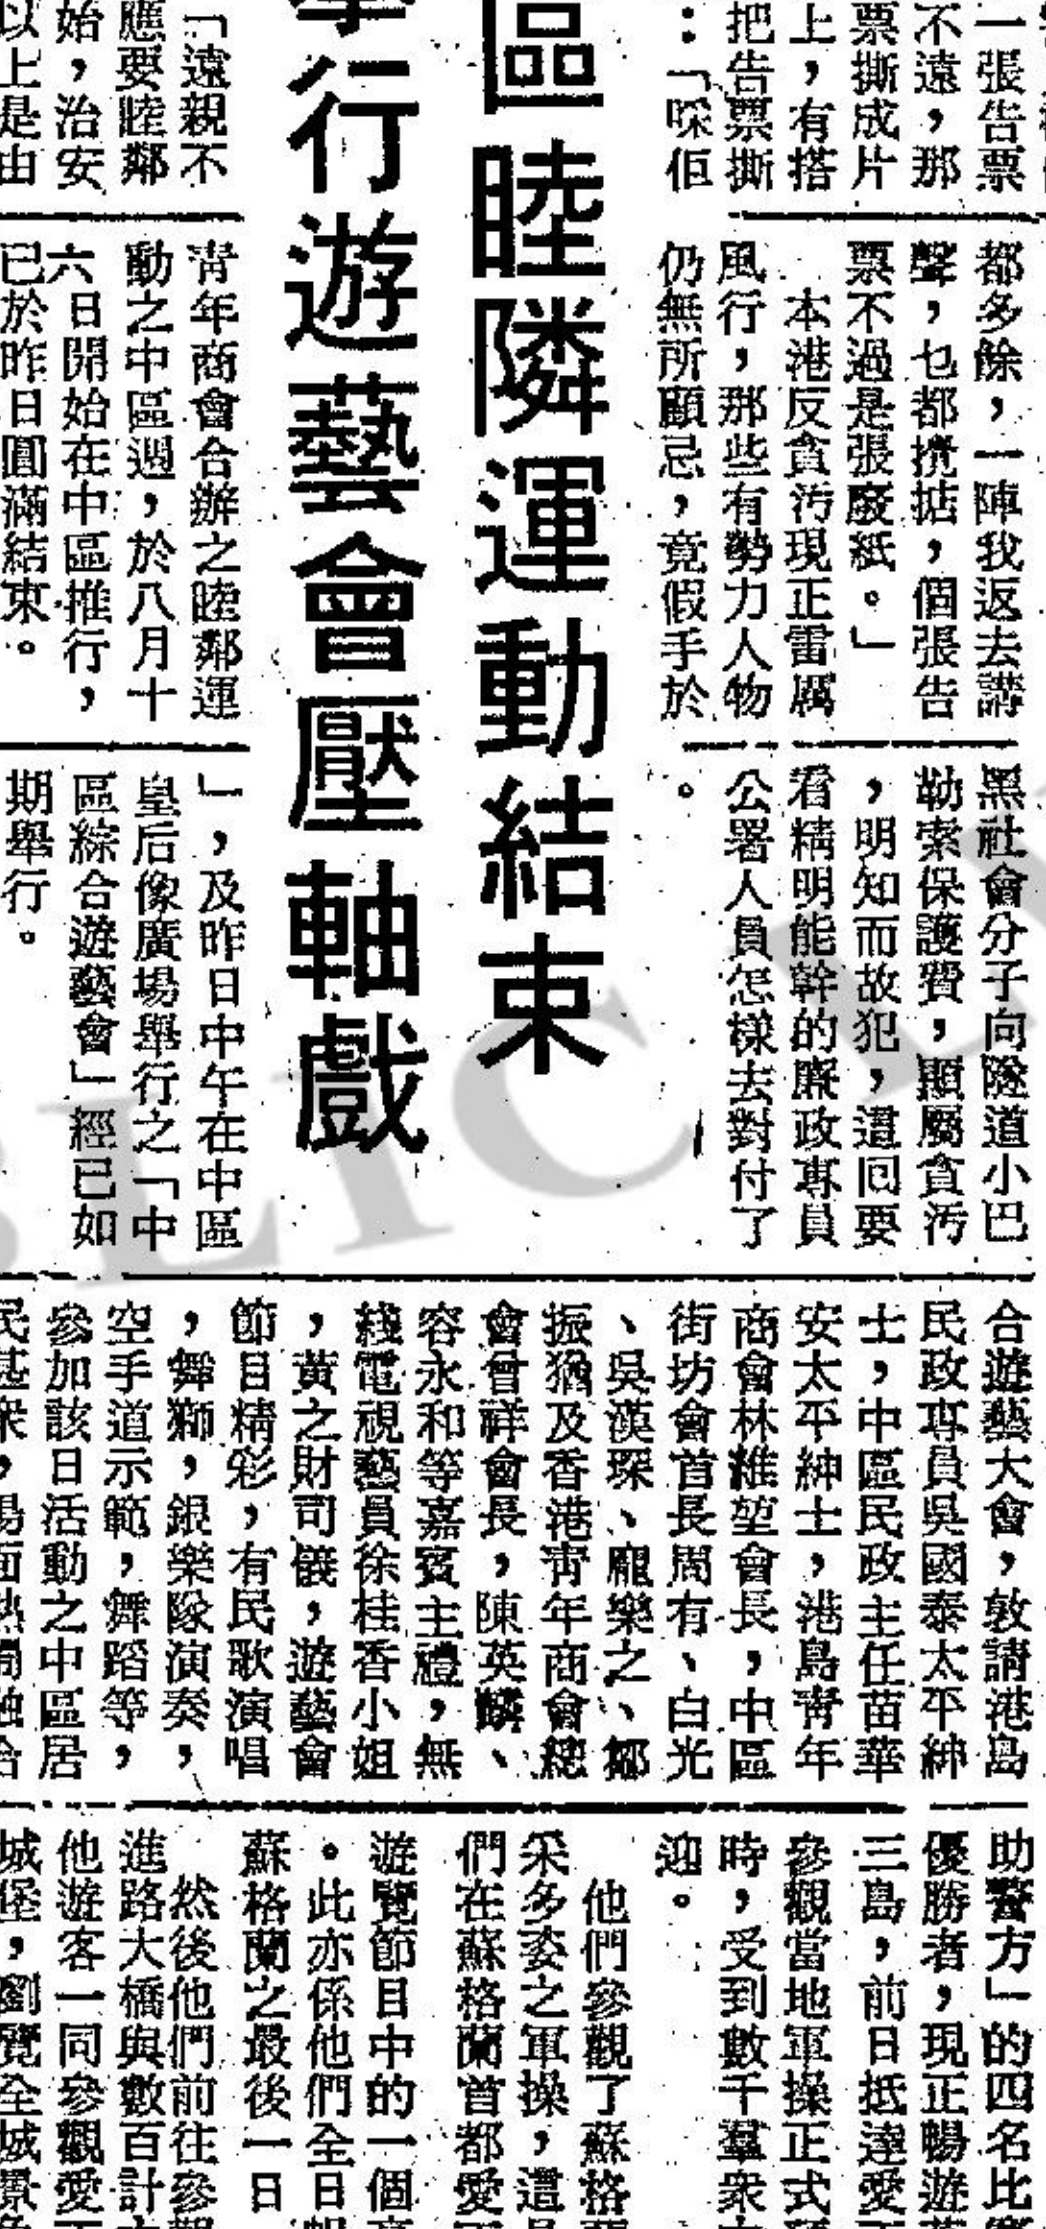 一張告票
不遠，那
票撕成片
上，有搭
把告票撕
：「啋佢
都多餘，一陣我返去講
聲，乜都攪掂，個張告
票不過是張廢紙。」
本港反貪污現正雷厲
風行，那些有勢力人物
仍無所顧忌，竟假手於
黑社會分子向隧道小巴
勒索保護費，顯屬貪污
，明知而故犯，這回要
看精明能幹的廉政專員
公署人員怎樣去對付了
。
區睦隣運動結束
行遊藝會壓軸戲
「遠親不
應要睦鄰
始，治安
以上是由
青年商會合辦之睦鄰運
動之中區週，於八月十
六日開始在中區推行，
已於昨日圓滿結束。
」，及昨日中午在中區
皇后像廣場舉行之「中
區綜合遊藝會」經已如
期舉行。
合遊藝大會，敦請港島
民政專員吳國泰太平紳
士，中區民政主任苗華
安太平紳士，港島青年
商會林維堃會長，中區
街坊會首長周有、白光
、吳漢琛、龐樂之、鄒
振猶及香港青年商會總
會曾祥會長，陳英麟、
容永和等嘉賓主禮，無
綫電視藝員徐桂香小姐
，黃之財司儀，遊藝會
節目精彩，有民歌演唱
，舞獅，銀樂隊演奏，
空手道示範，舞蹈等，
參加該日活動之中區居
民甚衆，場面熱鬧融合
助警方」的四名比
優勝者，現正暢遊
三島，前日抵達愛
參觀當地軍操正式
時，受到數千羣衆
迎。
他們參觀了蘇格
采多姿之軍操，這
們在蘇格蘭首都愛
遊覽節目中的一個
。此亦係他們全日
蘇格蘭之最後一日
然後他們前往參
進路大橋與數百計
他遊客一同參觀愛
城堡，瀏覽全城景